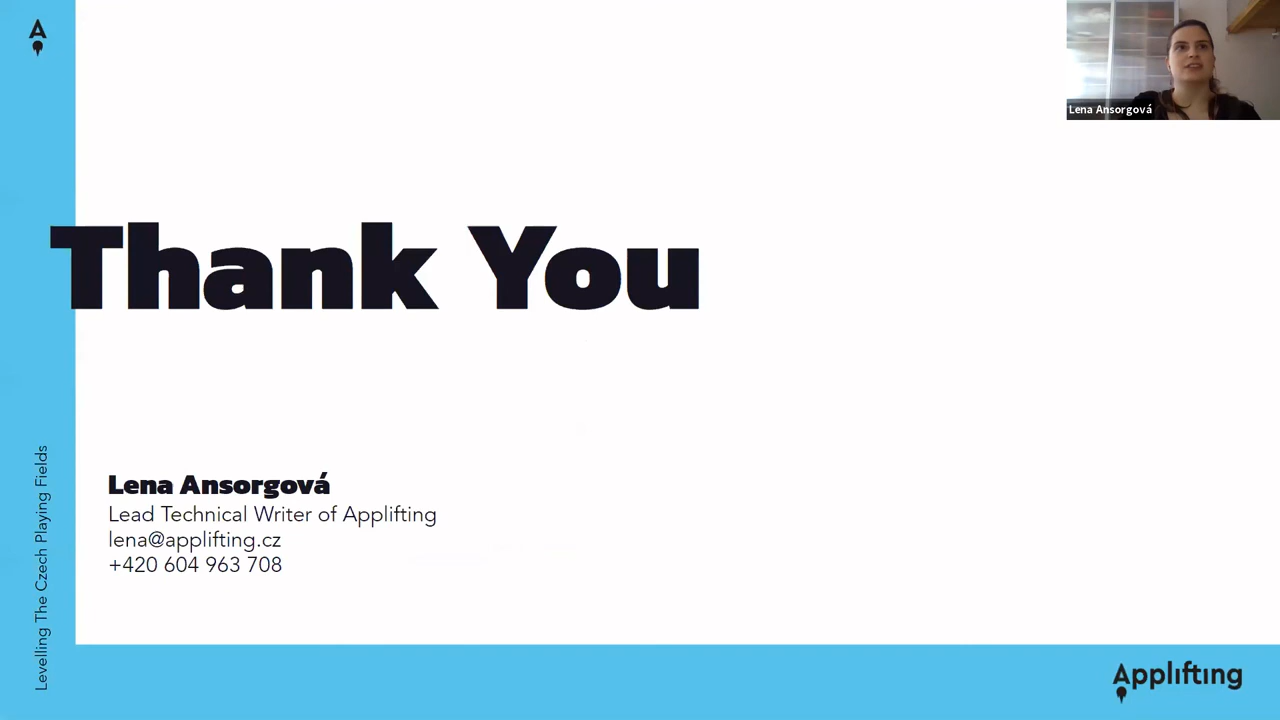 Lena Ansorgová
Thank You
Lena Ansorgová
Lead Technical Writer of Applifting
lena@applifting.cz
+420 604 963 708
Levelling The Czech Playing Fields
Applifting